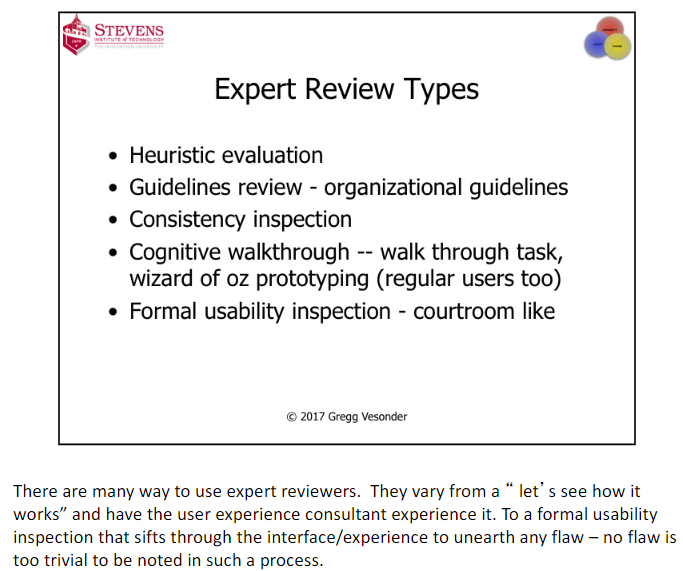 STEVENS
INSTITUTE of TECHNOLOGY
THE INNOVATION UNIVERSITY
Expert Review Types
• Heuristic evaluation
• Guidelines review - organizational guidelines
• Consistency inspection
• Cognitive walkthrough -- walk through task,
wizard of oz prototyping (regular users too)
• Formal usability inspection - courtroom like
© 2017 Gregg Vesonder
There are many way to use expert reviewers.  They vary from a “ let’s see how it
works” and have the user experience consultant experience it. To a formal usability
inspection that sifts through the interface/experience to unearth any flaw – no flaw is
too trivial to be noted in such a process.